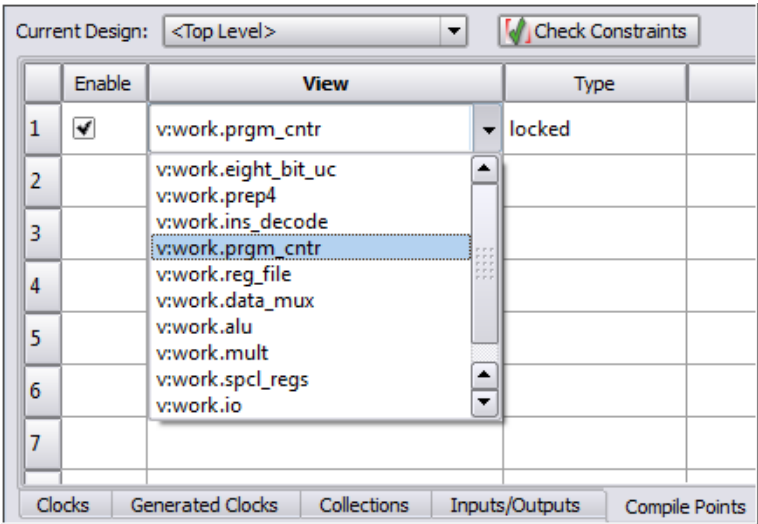 Current Design: <Top Level> Check Constraints
Enable View Type
1 v:work.prgm_cntr locked
v:work.eight_bit_uc
2 v:work.prep4
v:work.ins_decode
3 v:work.prgm_cntr
v:work.reg_file
4 v:work.data_mux
5 v:work.alu
v:work.mult
6 v:work.spcl_regs
v:work.io
7
Clocks Generated Clocks Collections Inputs/Outputs Compile Points